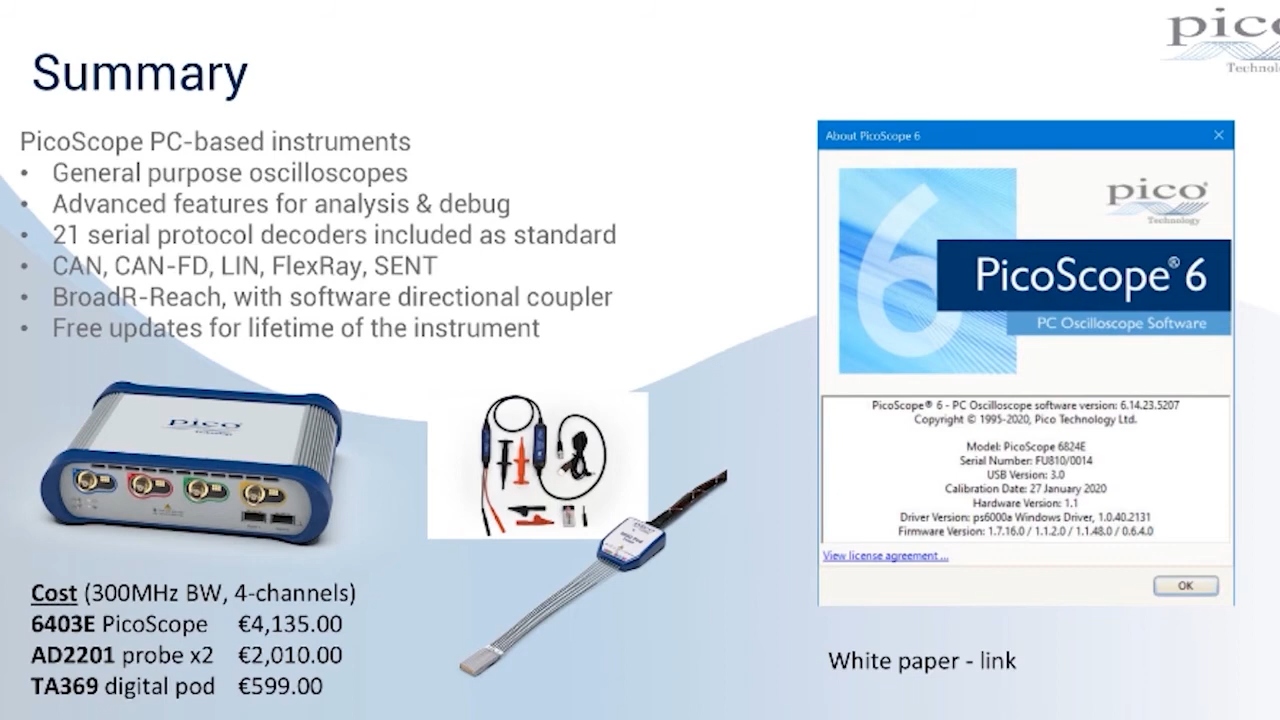 pico
Technol
Summary
PicoScope PC-based instruments
• General purpose oscilloscopes
• Advanced features for analysis & debug
• 21 serial protocol decoders included as standard
• CAN, CAN-FD, LIN, FlexRay, SENT
• BroadR-Reach, with software directional coupler
• Free updates for lifetime of the instrument
pico
Cost (300MHz BW, 4-channels)
6403E PicoScope €4,135.00
AD2201 probe x2 €2,010.00
TA369 digital pod €599.00
About PicoScope 6
pico
Technology
6
PicoScope® 6
PC Oscilloscope Software
PicoScope® 6 - PC Oscilloscope software version: 6.14.23.5207
Copyright © 1995-2020, Pico Technology Ltd.
Model: PicoScope 6824E
Serial Number: FU810/0014
USB Version: 3.0
Calibration Date: 27 January 2020
Hardware Version: 1.1
Driver Version: ps6000a Windows Driver, 1.0.40.2131
Firmware Version: 1.7.16.0 / 1.1.2.0 / 1.1.48.0 / 0.6.4.0
View license agreement ...
OK
White paper - link